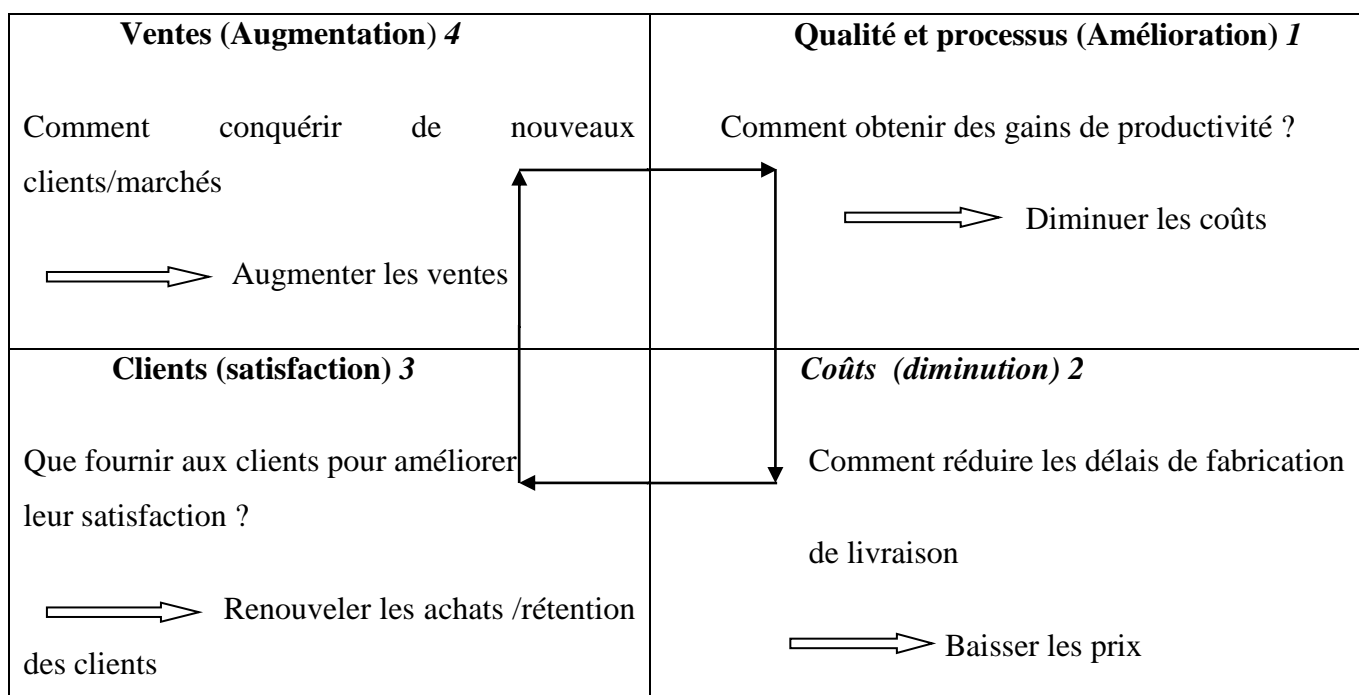 Ventes (Augmentation) 4
Comment conquérir de nouveaux
clients/marchés
Augmenter les ventes
Qualité et processus (Amélioration) 1
Comment obtenir des gains de productivité ?
Diminuer les coûts
Clients (satisfaction) 3
Que fournir aux clients pour améliorer
leur satisfaction ?
Renouveler les achats /rétention
des clients
Coûts (diminution) 2
Comment réduire les délais de fabrication
de livraison
Baisser les prix